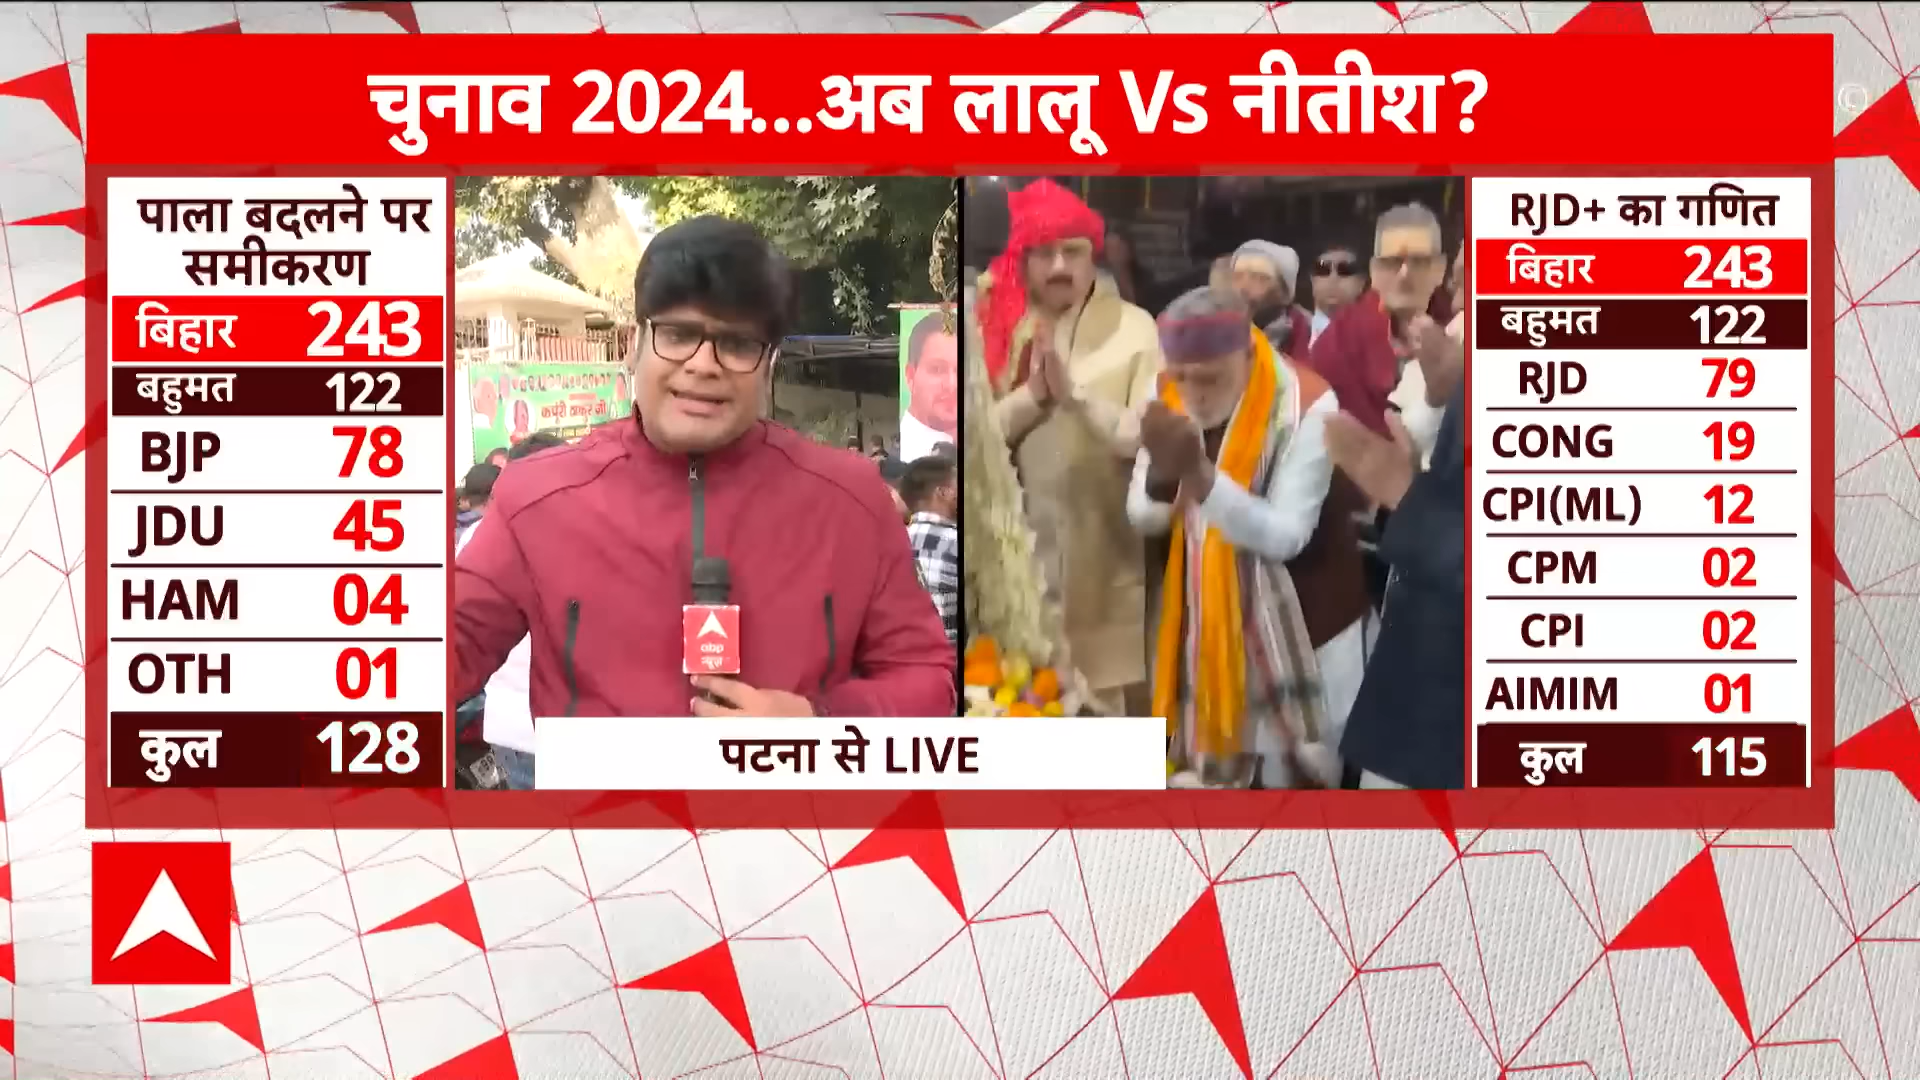 चुनाव 2024...अब लालू Vs नीतीश?
©
पाला बदलने पर
समीकरण
बिहार 243
बहुमत 122
BJP 78
JDU 45
HAM 04
OTH 01
कुल 128
कर्पूरी ठाकुर जी
abp
न्यूज़
पटना से LIVE
RJD+ का गणित
बिहार 243
बहुमत 122
RJD 79
CONG 19
CPI(ML) 12
CPM 02
CPI 02
AIMIM 01
कुल 115